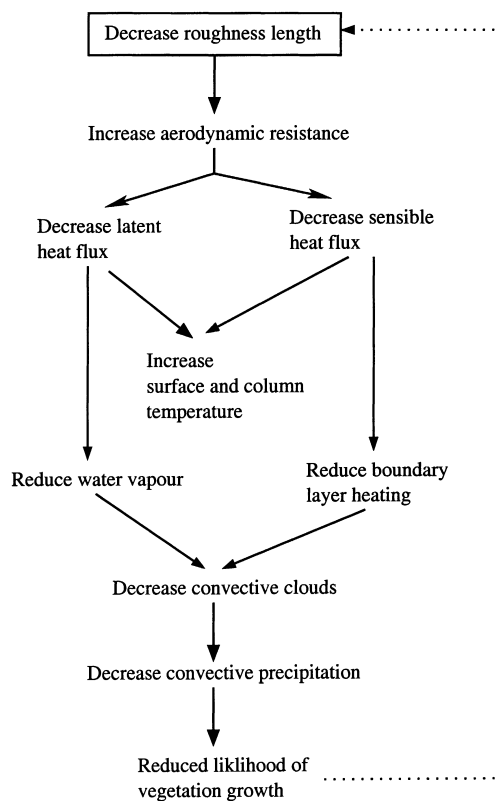 Decrease roughness length
Increase aerodynamic resistance
Decrease latent
heat flux
Decrease sensible
heat flux
Increase
surface and column
temperature
Reduce water vapour
Reduce boundary
layer heating
Decrease convective clouds
Decrease convective precipitation
Reduced liklihood of
vegetation growth